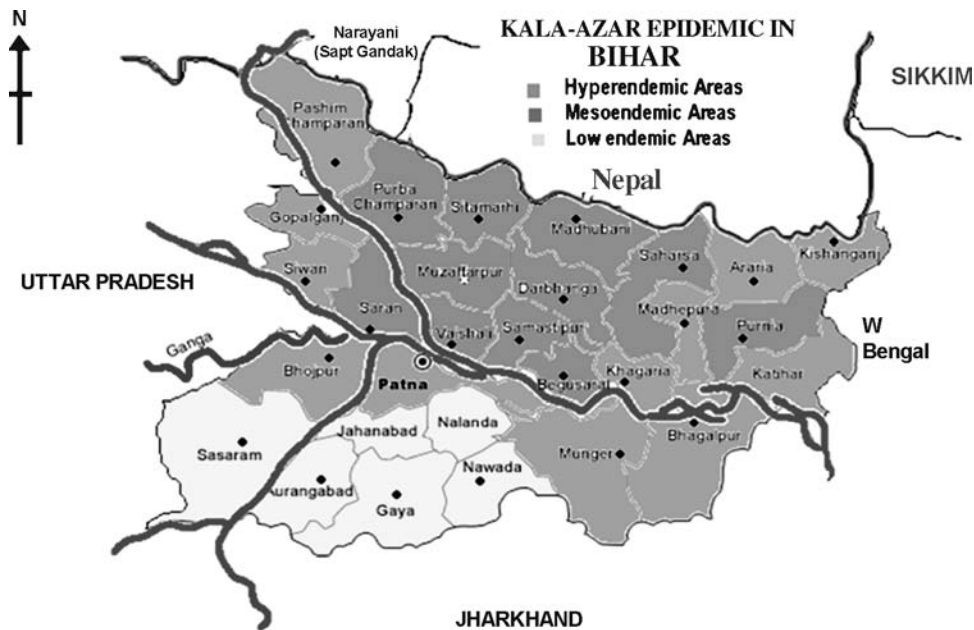 N
Narayani
(Sapt Gandak)
KALA-AZAR EPIDEMIC IN
BIHAR
Hyperendemic Areas
Mesoendemic Areas
Low endemic Areas
SIKKIM
Nepal
Pashim
Champaran
Purba
Champaran
Sitamarhi
Madhubani
Gopalganj
Kishanganj
Saharsa
Araria
Siwan
Muzaffarpur
Darbhanga
UTTAR PRADESH
Saran
Madhepura
Purnia
Vaishali
Samastipur
W
Bengal
Ganga
Bhojpur
Patna
Begusarai
Khagaria
Katihar
Nalanda
Jahanabad
Bhagalpur
Sasaram
Munger
Nawada
Aurangabad
Gaya
JHARKHAND